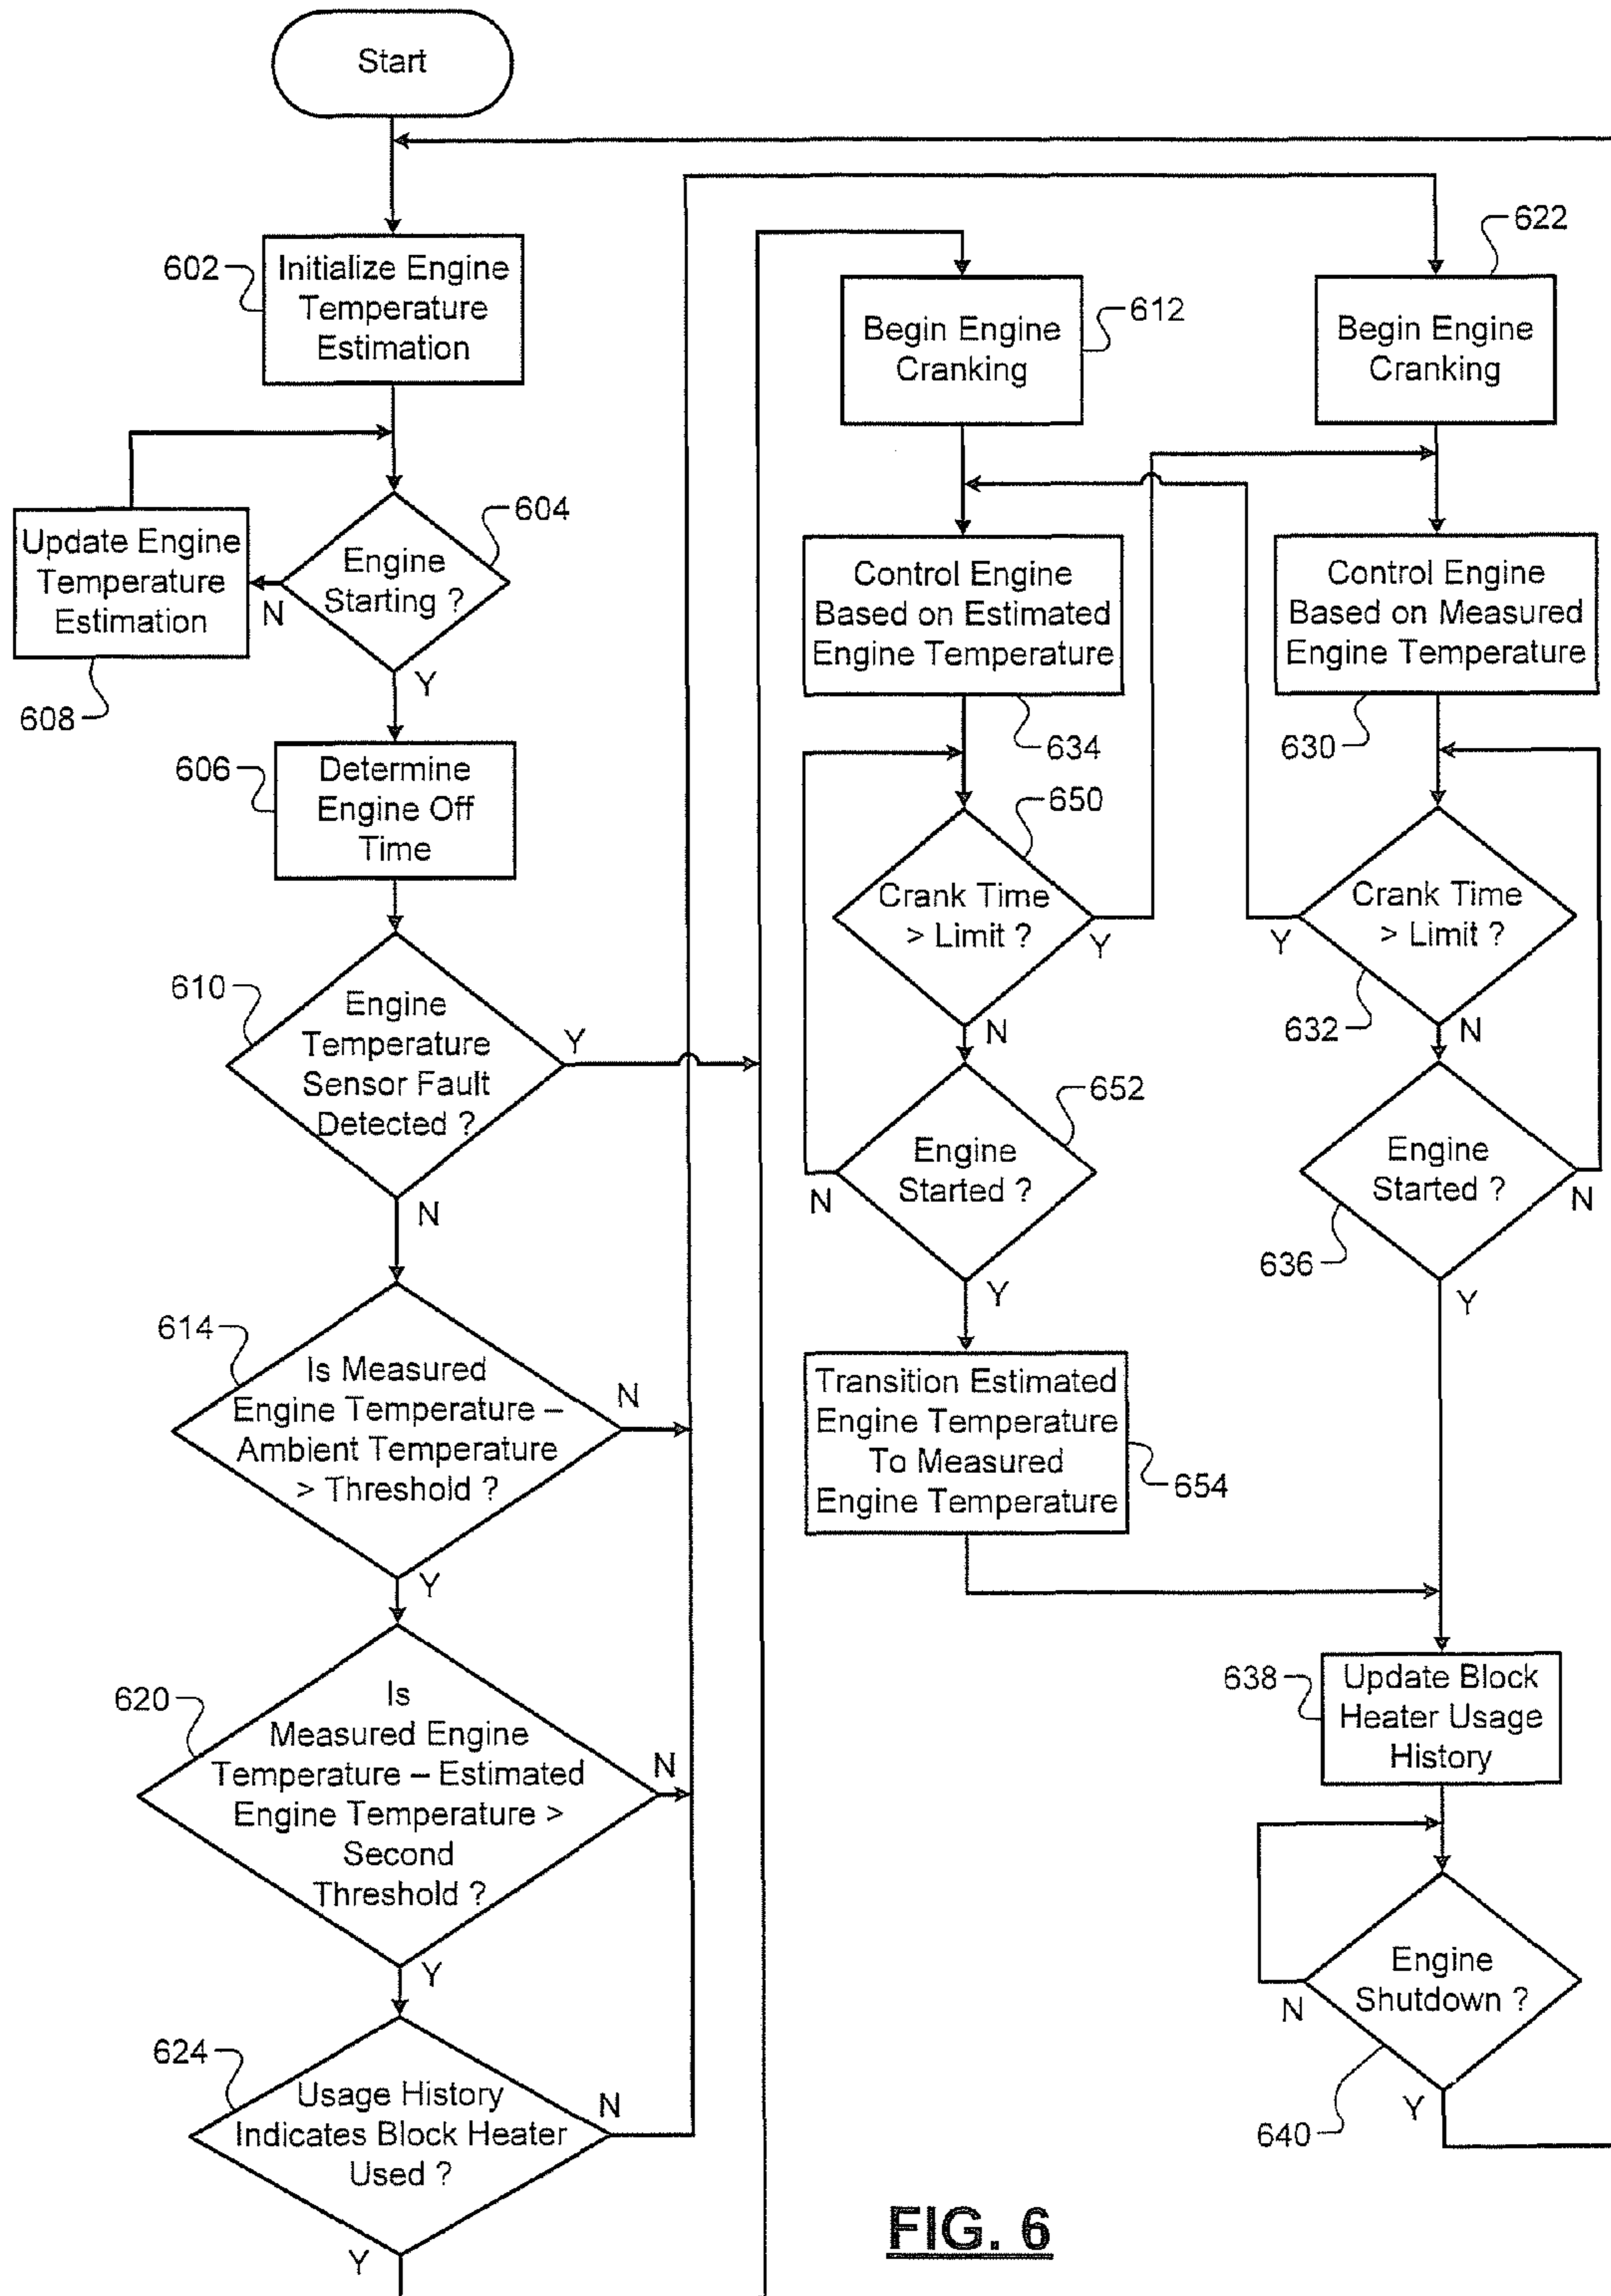 Start
602
Initialize Engine
Temperature
Estimation
604
Engine
Starting ?
N
Y
Update Engine
Temperature
Estimation
608
606
Determine
Engine Off
Time
610
Engine
Temperature
Sensor Fault
Detected ?
Y
N
614
Is Measured
Engine Temperature –
Ambient Temperature
> Threshold ?
N
Y
620
Is
Measured Engine
Temperature – Estimated
Engine Temperature >
Second
Threshold ?
N
Y
624
Usage History
Indicates Block Heater
Used ?
N
Y
612
Begin Engine
Cranking
Control Engine
Based on Estimated
Engine Temperature
634
650
Crank Time
> Limit ?
Y
N
652
Engine
Started ?
N
Y
Transition Estimated
Engine Temperature
To Measured
Engine Temperature
654
622
Begin Engine
Cranking
Control Engine
Based on Measured
Engine Temperature
630
Crank Time
> Limit ?
Y
632
N
Engine
Started ?
N
636
Y
638
Update Block
Heater Usage
History
Engine
Shutdown ?
N
Y
640
FIG. 6